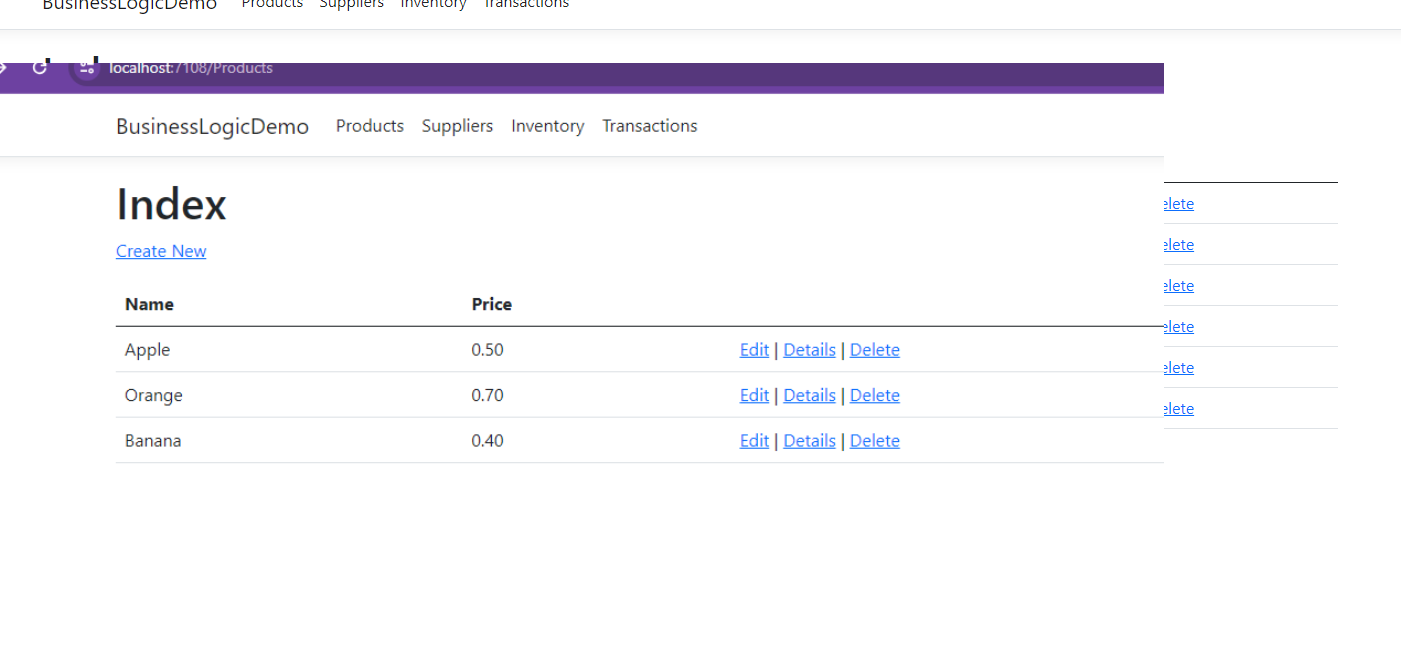 BusinessLogicDemo Products Suppliers Inventory Transactions
localhost:7108/Products
BusinessLogicDemo Products Suppliers Inventory Transactions
Index
Create New
Name Price
Apple 0.50 Edit | Details | Delete
Orange 0.70 Edit | Details | Delete
Banana 0.40 Edit | Details | Delete
elete
elete
elete
elete
elete
elete